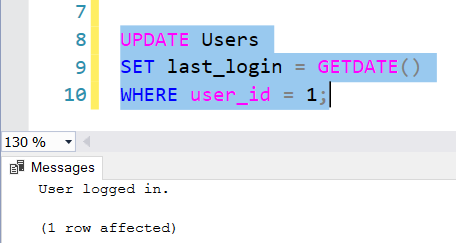 7
8 UPDATE Users
9 SET last_login = GETDATE()
10 WHERE user_id = 1;
130 %
Messages
User logged in.
(1 row affected)